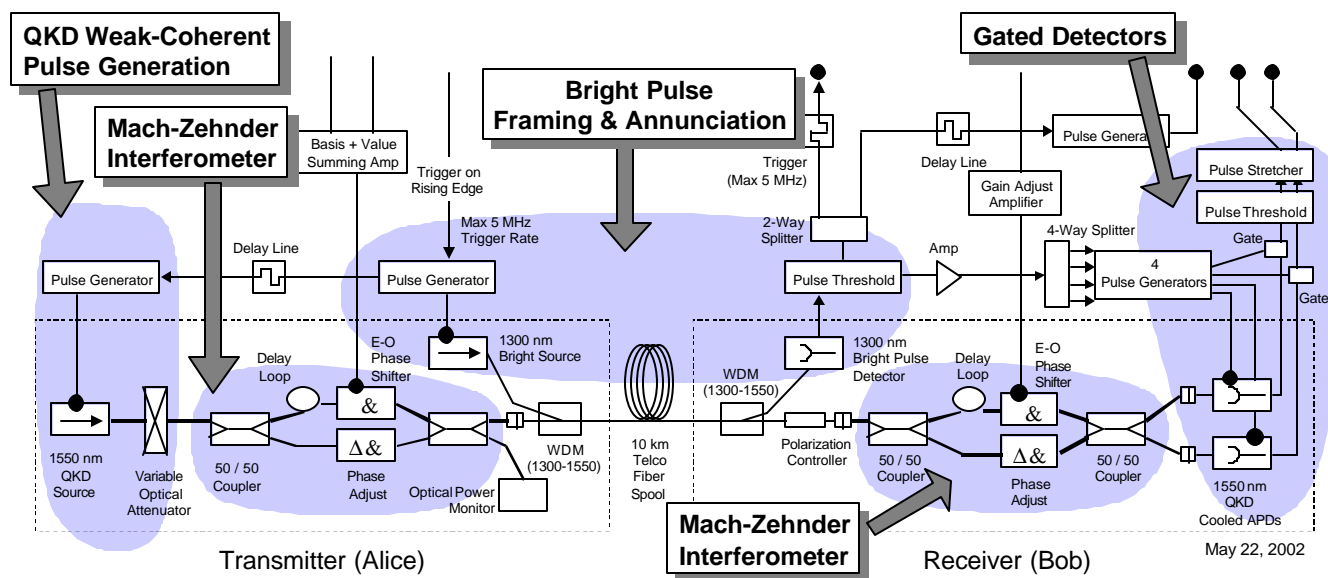 QKD Weak-Coherent
Pulse Generation
Mach-Zehnder
Interferometer
Basis + Value
Summing Amp
Trigger on
Rising Edge
Max 5 MHz
Trigger Rate
Bright Pulse
Framing & Annunciation
Gated Detectors
Trigger
(Max 5 MHz)
Delay Line
Pulse Generat
Gain Adjust
Amplifier
Pulse Stretcher
Pulse Threshold
2-Way
Splitter
4-Way Splitter
Amp
Gate
Gate
Delay Line
Pulse Generator
Pulse Generator
Pulse Threshold
4
Pulse Generators
1300 nm
Bright Source
E-O
Phase
Shifter
Delay
Loop
&
Δ&
1550 nm
QKD
Source
Variable
Optical
Attenuator
50 / 50
Coupler
Phase
Adjust
Optical Power
Monitor
WDM
(1300-1550)
10 km
Telco
Fiber
Spool
WDM
(1300-1550)
1300 nm
Bright Pulse
Detector
Polarization
Controller
Delay
Loop
E-O
Phase
Shifter
&
Δ&
50 / 50
Coupler
Phase
Adjust
50 / 50
Coupler
1550 nm
QKD
Cooled APDs
Mach-Zehnder
Interferometer
Transmitter (Alice)
Receiver (Bob)
May 22, 2002